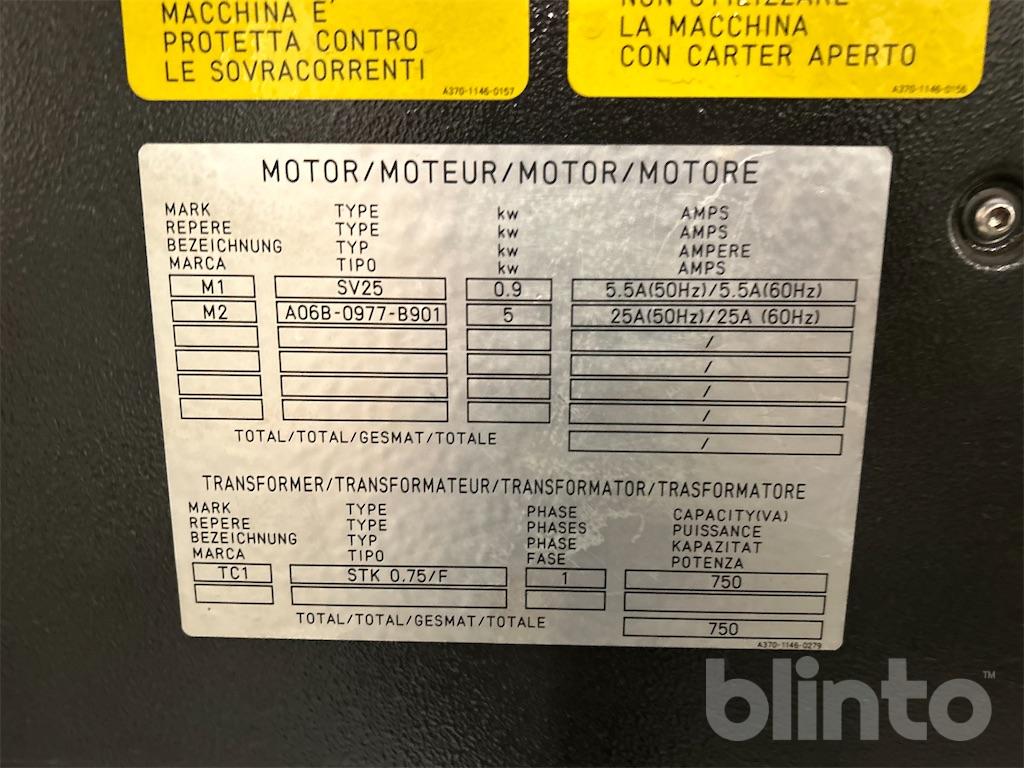 MACCHINA E'
PROTETTA CONTRO
LE SOVRACORRENTI
A370-1146-0157
NON UTILIZZARE
LA MACCHINA
CON CARTER APERTO
A370-1146-0156
MOTOR/MOTEUR/MOTOR/MOTORE
MARK TYPE kw AMPS
REPERE TYPE kw AMPS
BEZEICHNUNG TYP kw AMPERE
MARCA TIPO kw AMPS
M1 SV25 0.9 5.5A(50Hz)/5.5A(60Hz)
M2 A06B-0977-B901 5 25A(50Hz)/25A (60Hz)
/
/
/
/
TOTAL/TOTAL/GESMAT/TOTALE /
TRANSFORMER/TRANSFORMATEUR/TRANSFORMATOR/TRASFORMATORE
MARK TYPE PHASE CAPACITY(VA)
REPERE TYPE PHASES PUISSANCE
BEZEICHNUNG TYP PHASE KAPAZITAT
MARCA TIPO FASE POTENZA
TC1 STK 0.75/F 1 750
TOTAL/TOTAL/GESMAT/TOTALE 750
A370-1146-0279
blinto™